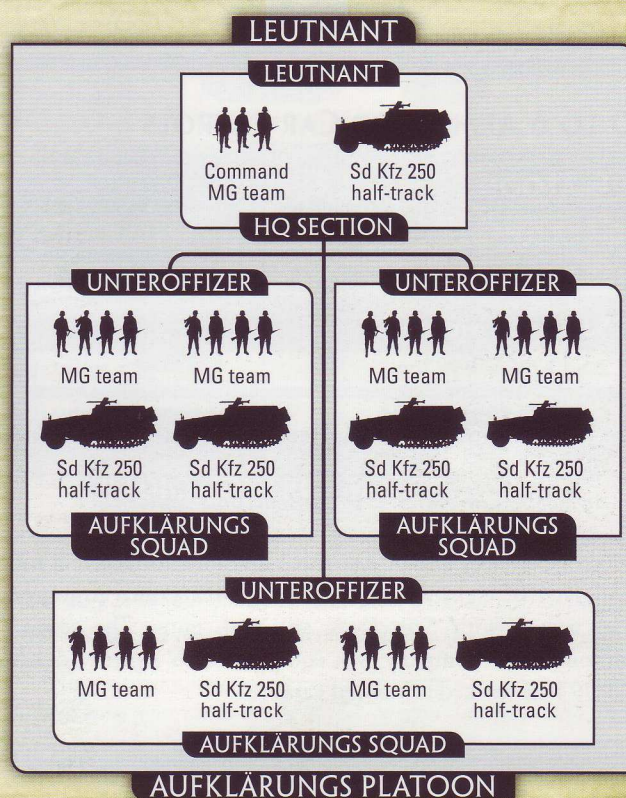 LEUTNANT
LEUTNANT
Command
MG team
Sd Kfz 250
half-track
HQ SECTION
UNTEROFFIZER
MG team
MG team
Sd Kfz 250
half-track
Sd Kfz 250
half-track
AUFKLÄRUNGS
SQUAD
UNTEROFFIZER
MG team
MG team
Sd Kfz 250
half-track
Sd Kfz 250
half-track
AUFKLÄRUNGS
SQUAD
UNTEROFFIZER
MG team
Sd Kfz 250
half-track
MG team
Sd Kfz 250
half-track
AUFKLÄRUNGS SQUAD
AUFKLÄRUNGS PLATOON